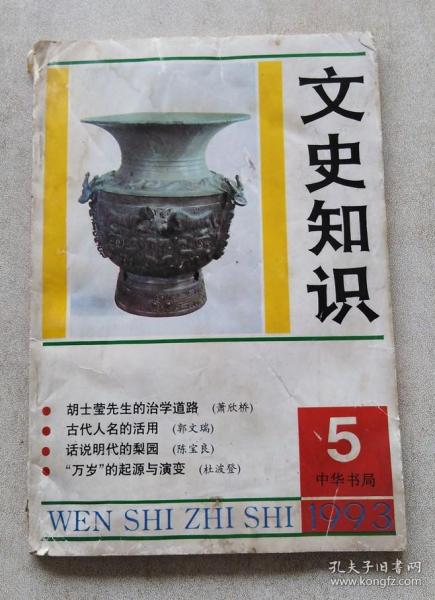 文史知识
胡士莹先生的治学道路 (萧欣桥)
古代人名的活用 (郭文瑞)
话说明代的梨园 (陈宝良)
“万岁”的起源与演变 (杜波登)
5
中华书局
1993
WEN SHI ZHI SHI
孔夫子旧书网
www.kongfz.com